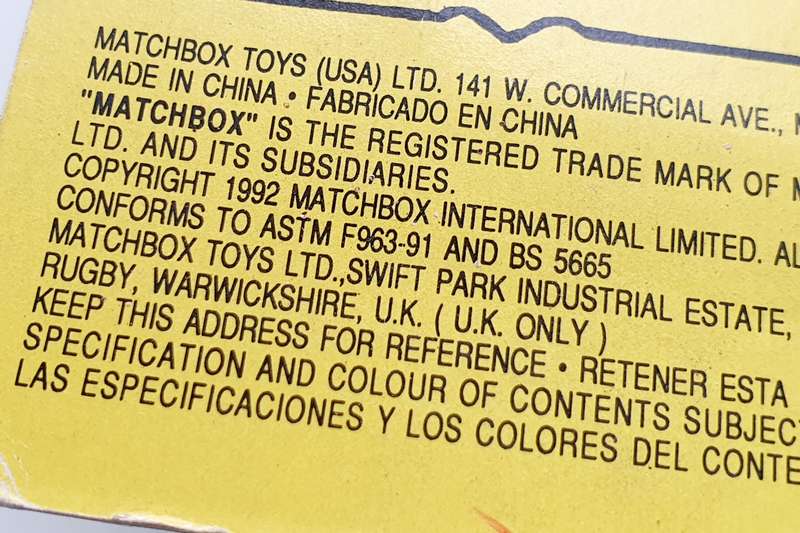 MATCHBOX TOYS (USA) LTD. 141 W. COMMERCIAL AVE.,
MADE IN CHINA • FABRICADO EN CHINA
"MATCHBOX" IS THE REGISTERED TRADE MARK OF
LTD. AND ITS SUBSIDIARIES.
COPYRIGHT 1992 MATCHBOX INTERNATIONAL LIMITED.
CONFORMS TO ASTM F963-91 AND BS 5665
MATCHBOX TOYS LTD.,SWIFT PARK INDUSTRIAL ESTATE,
RUGBY, WARWICKSHIRE, U.K. ( U.K. ONLY )
KEEP THIS ADDRESS FOR REFERENCE • RETENER ESTA
SPECIFICATION AND COLOUR OF CONTENTS SUBJEC
LAS ESPECIFICACIONES Y LOS COLORES DEL CONTE